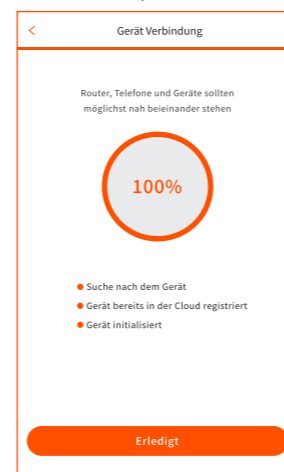 Gerät Verbindung
Router, Telefone und Geräte sollten
möglichst nah beieinander stehen
100%
Suche nach dem Gerät
Gerät bereits in der Cloud registriert
Gerät initialisiert
Erledigt